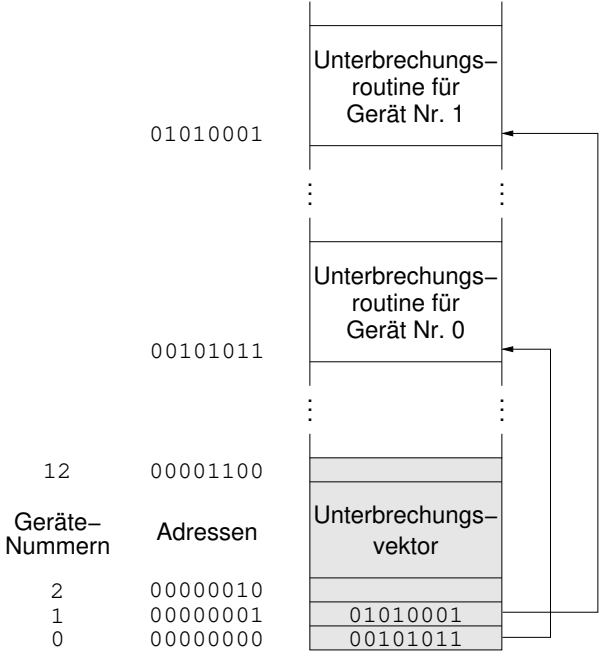 Unterbrechungs–
routine für
Gerät Nr. 1
01010001
Unterbrechungs–
routine für
Gerät Nr. 0
00101011
12 00001100
Geräte–
Nummern
Adressen
Unterbrechungs–
vektor
2 00000010
1 00000001 01010001
0 00000000 00101011